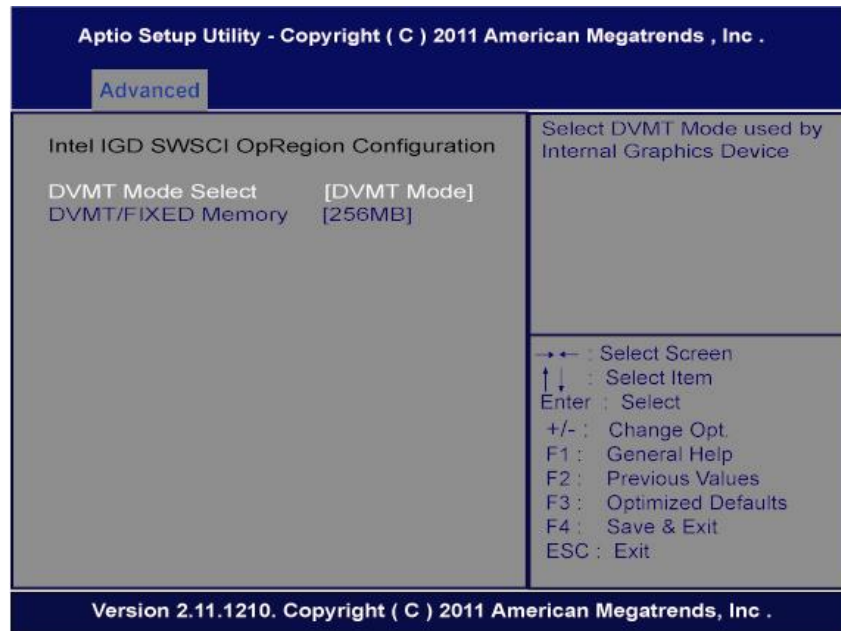 Aptio Setup Utility - Copyright ( C ) 2011 American Megatrends , Inc .
Advanced
Intel IGD SWSCI OpRegion Configuration
DVMT Mode Select [DVMT Mode]
DVMT/FIXED Memory [256MB]
Select DVMT Mode used by
Internal Graphics Device
→← : Select Screen
↑↓ : Select Item
Enter : Select
+/- : Change Opt.
F1 : General Help
F2 : Previous Values
F3 : Optimized Defaults
F4 : Save & Exit
ESC : Exit
Version 2.11.1210. Copyright ( C ) 2011 American Megatrends, Inc .